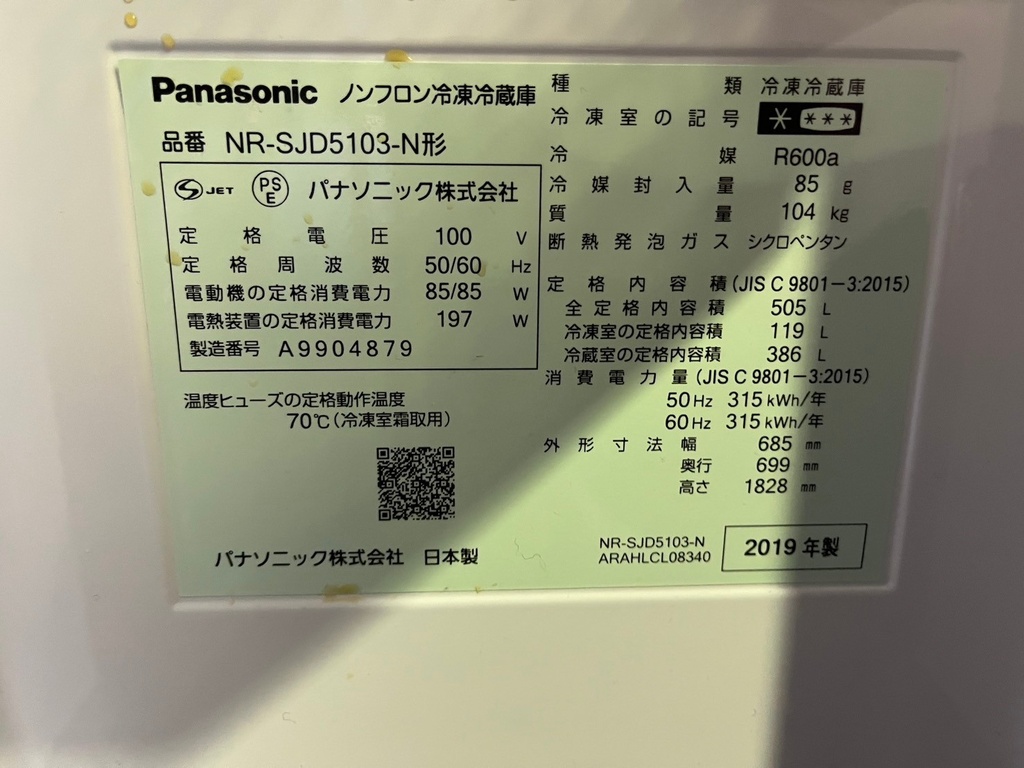 Panasonic ノンフロン冷凍冷蔵庫
品番 NR-SJD5103-N形
JET PSE パナソニック株式会社
定格電圧 100 V
定格周波数 50/60 Hz
電動機の定格消費電力 85/85 W
電熱装置の定格消費電力 197 W
製造番号 A9904879
温度ヒューズの定格動作温度
70℃(冷凍室霜取用)
パナソニック株式会社 日本製
種類 冷凍冷蔵庫
冷凍室の記号 * ***
冷媒 R600a
冷媒封入量 85 g
質量 104 kg
断熱発泡ガス シクロペンタン
定格内容積(JIS C 9801-3:2015)
全定格内容積 505 L
冷凍室の定格内容積 119 L
冷蔵室の定格内容積 386 L
消費電力量(JIS C 9801-3:2015)
50Hz 315kWh/年
60Hz 315kWh/年
外形寸法幅 685 mm
奥行 699 mm
高さ 1828 mm
NR-SJD5103-N
ARAHLCL08340
2019年製